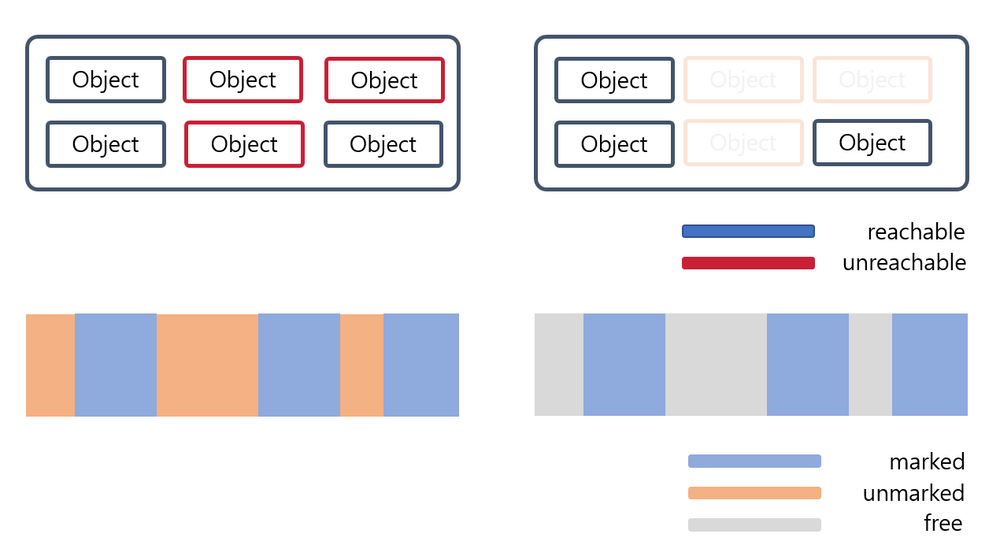 Object Object Object
Object Object Object
Object Object Object
Object Object Object
reachable
unreachable
marked
unmarked
free